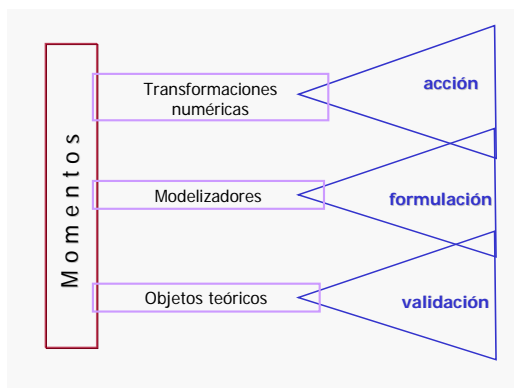 Momentos
Transformaciones
numéricas
acción
Modelizadores
formulación
Objetos teóricos
validación